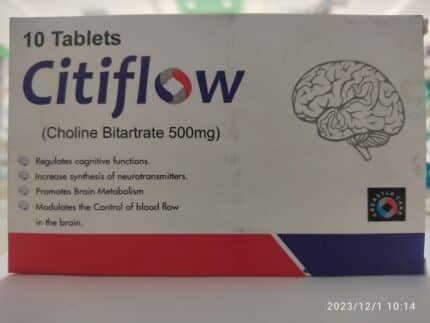 10 Tablets
Citiflow
(Choline Bitartrate 500mg)
Regulates cognitive functions.
Increase synthesis of neurotransmitters.
Promotes Brain Metabolism
Modulates the Control of blood flow
in the brain.
2023/12/1 10:14